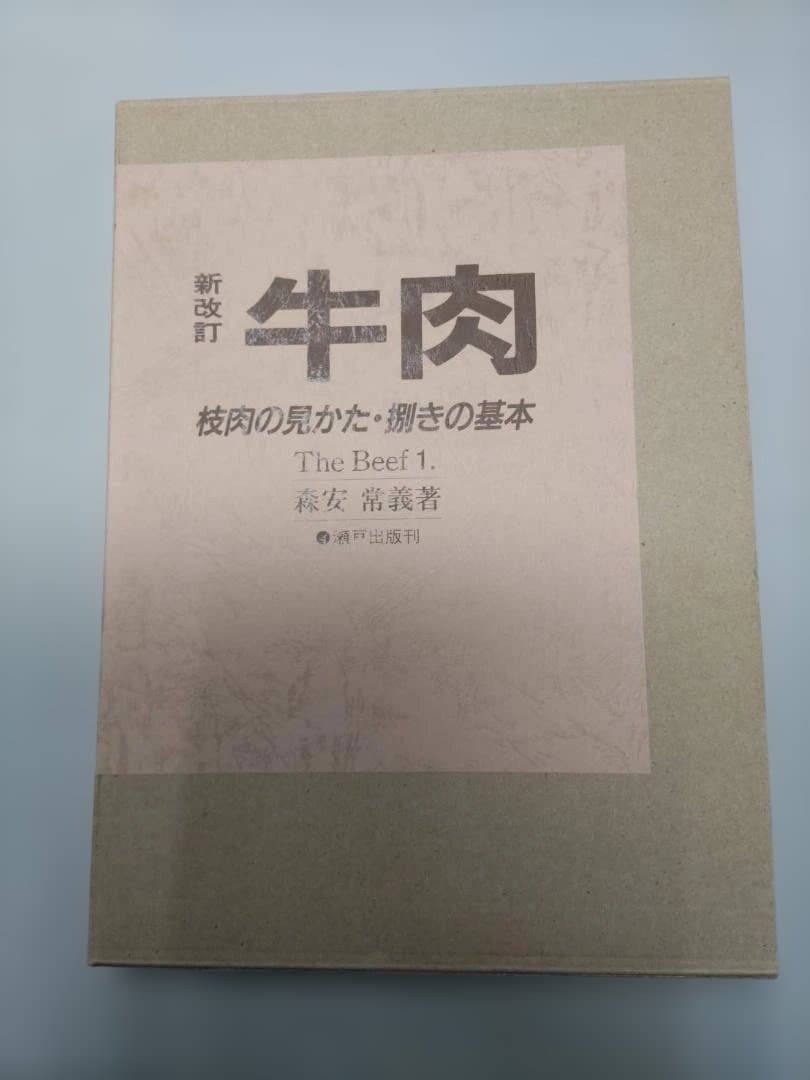 新改訂
牛肉
枝肉の見かた・捌きの基本
The Beef 1.
森安 常義著
瀬戸出版刊